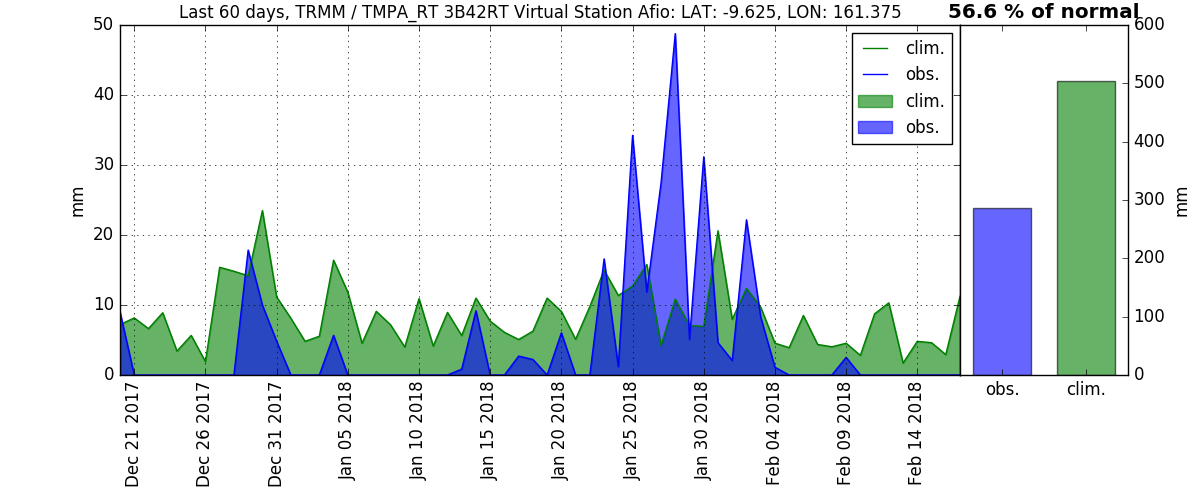 Last 60 days, TRMM / TMPA_RT 3B42RT Virtual Station Afio: LAT: -9.625, LON: 161.375
56.6 % of normal
50
40
30
20
10
0
mm
clim.
obs.
clim.
obs.
600
500
400
300
200
100
0
mm
obs.
clim.
Dec 21 2017
Dec 26 2017
Dec 31 2017
Jan 05 2018
Jan 10 2018
Jan 15 2018
Jan 20 2018
Jan 25 2018
Jan 30 2018
Feb 04 2018
Feb 09 2018
Feb 14 2018